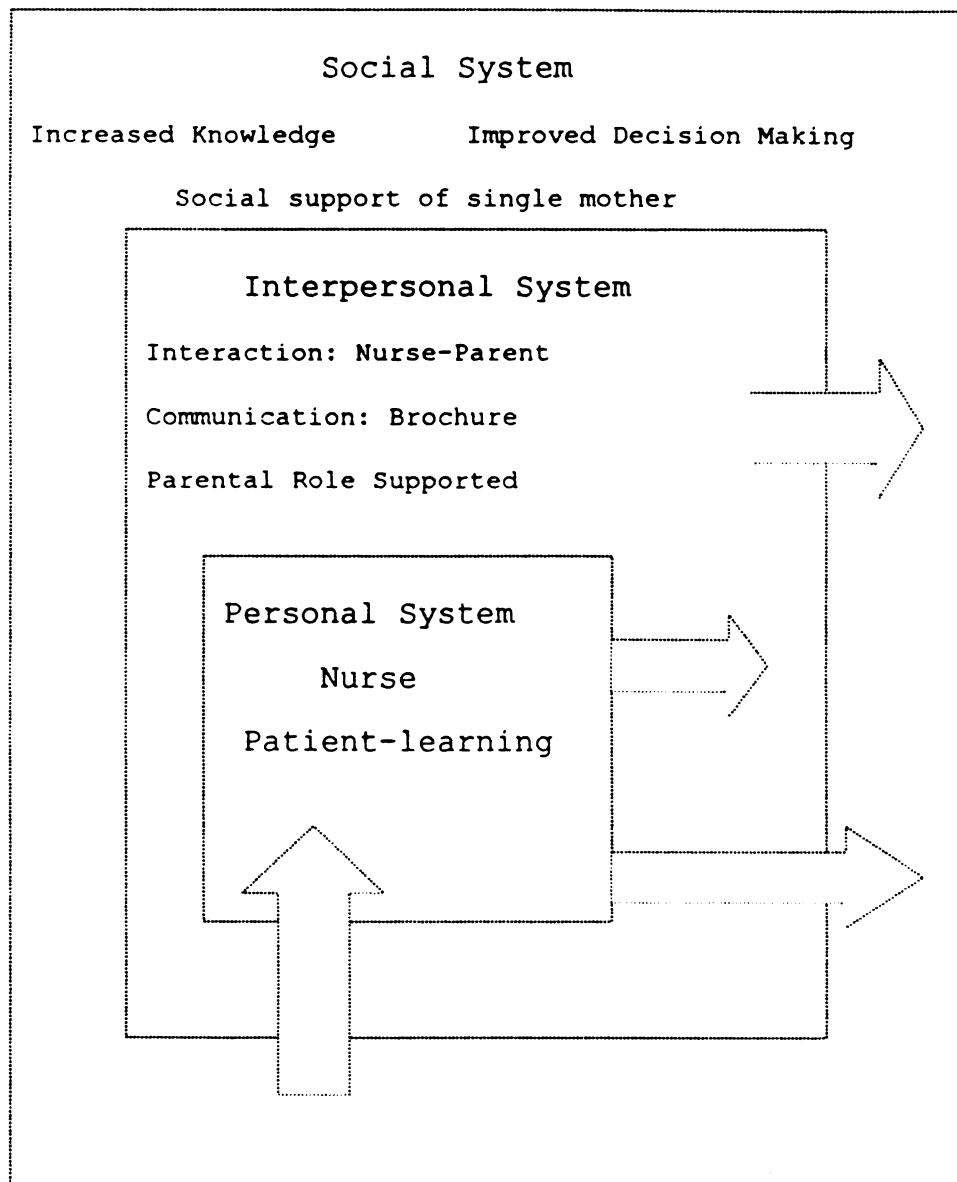 Social System
Increased Knowledge Improved Decision Making
Social support of single mother
Interpersonal System
Interaction: Nurse-Parent
Communication: Brochure
Parental Role Supported
Personal System
Nurse
Patient-learning